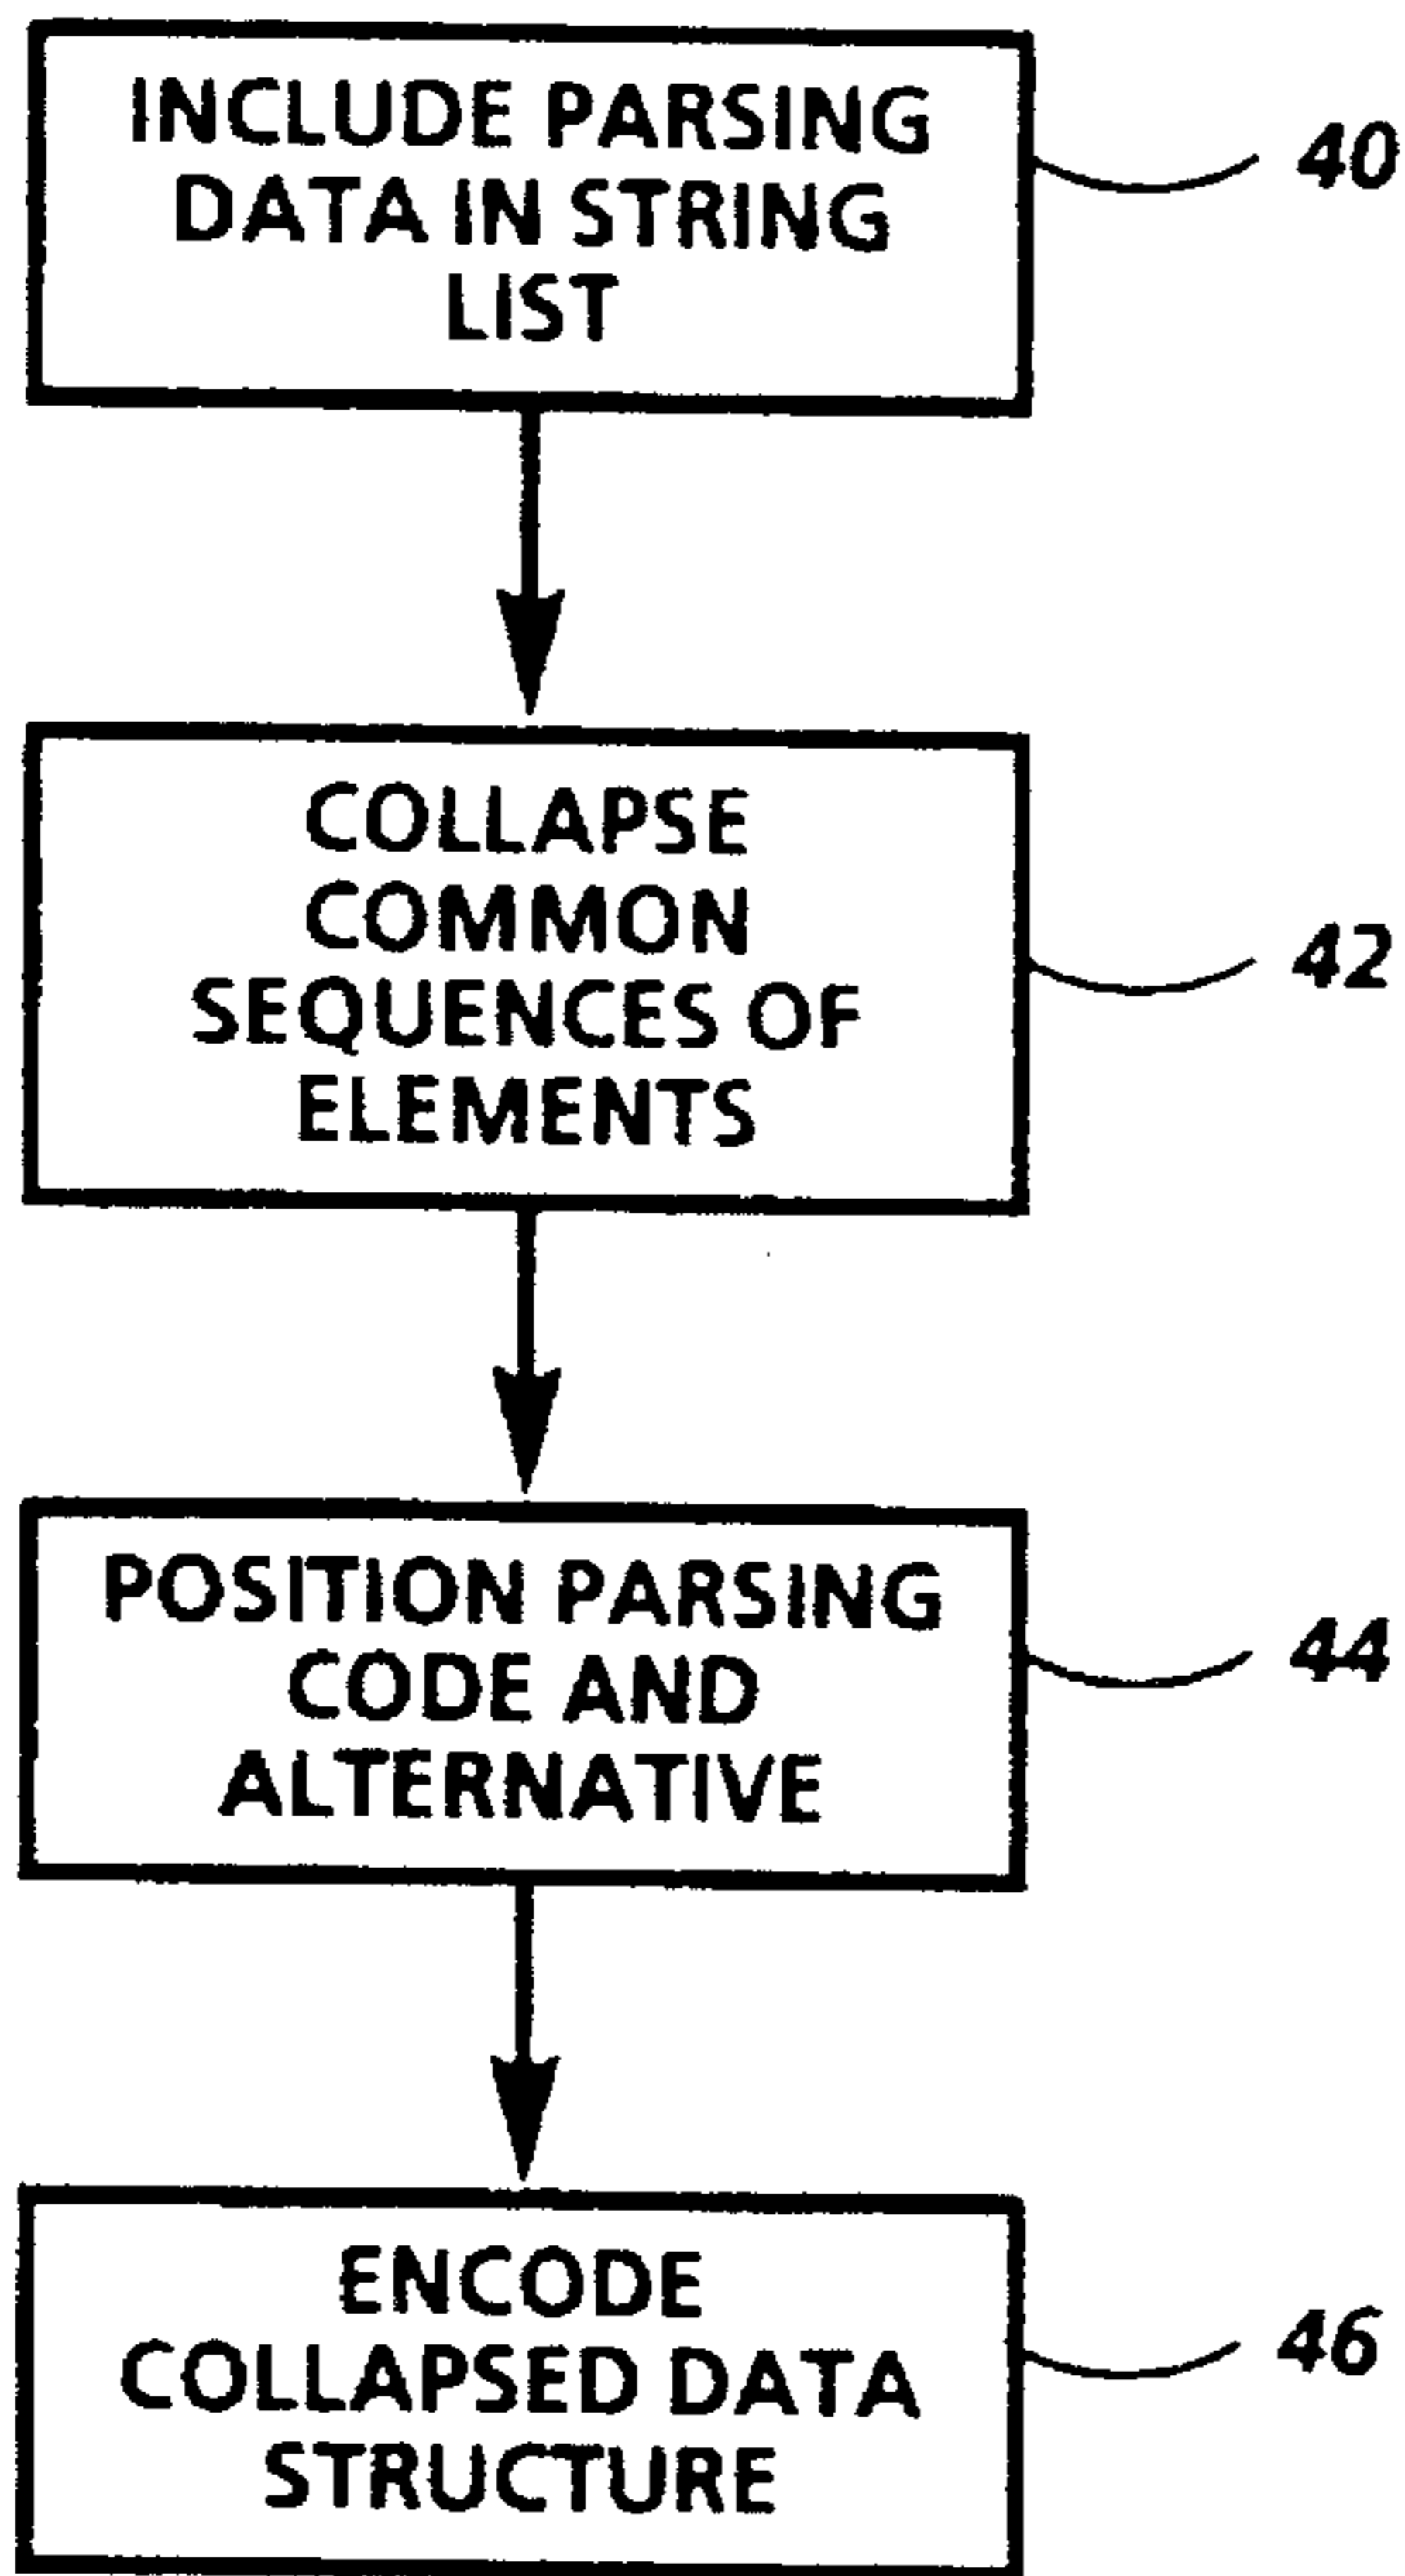 INCLUDE PARSING
DATA IN STRING
LIST
40
COLLAPSE
COMMON
SEQUENCES OF
ELEMENTS
42
POSITION PARSING
CODE AND
ALTERNATIVE
44
ENCODE
COLLAPSED DATA
STRUCTURE
46